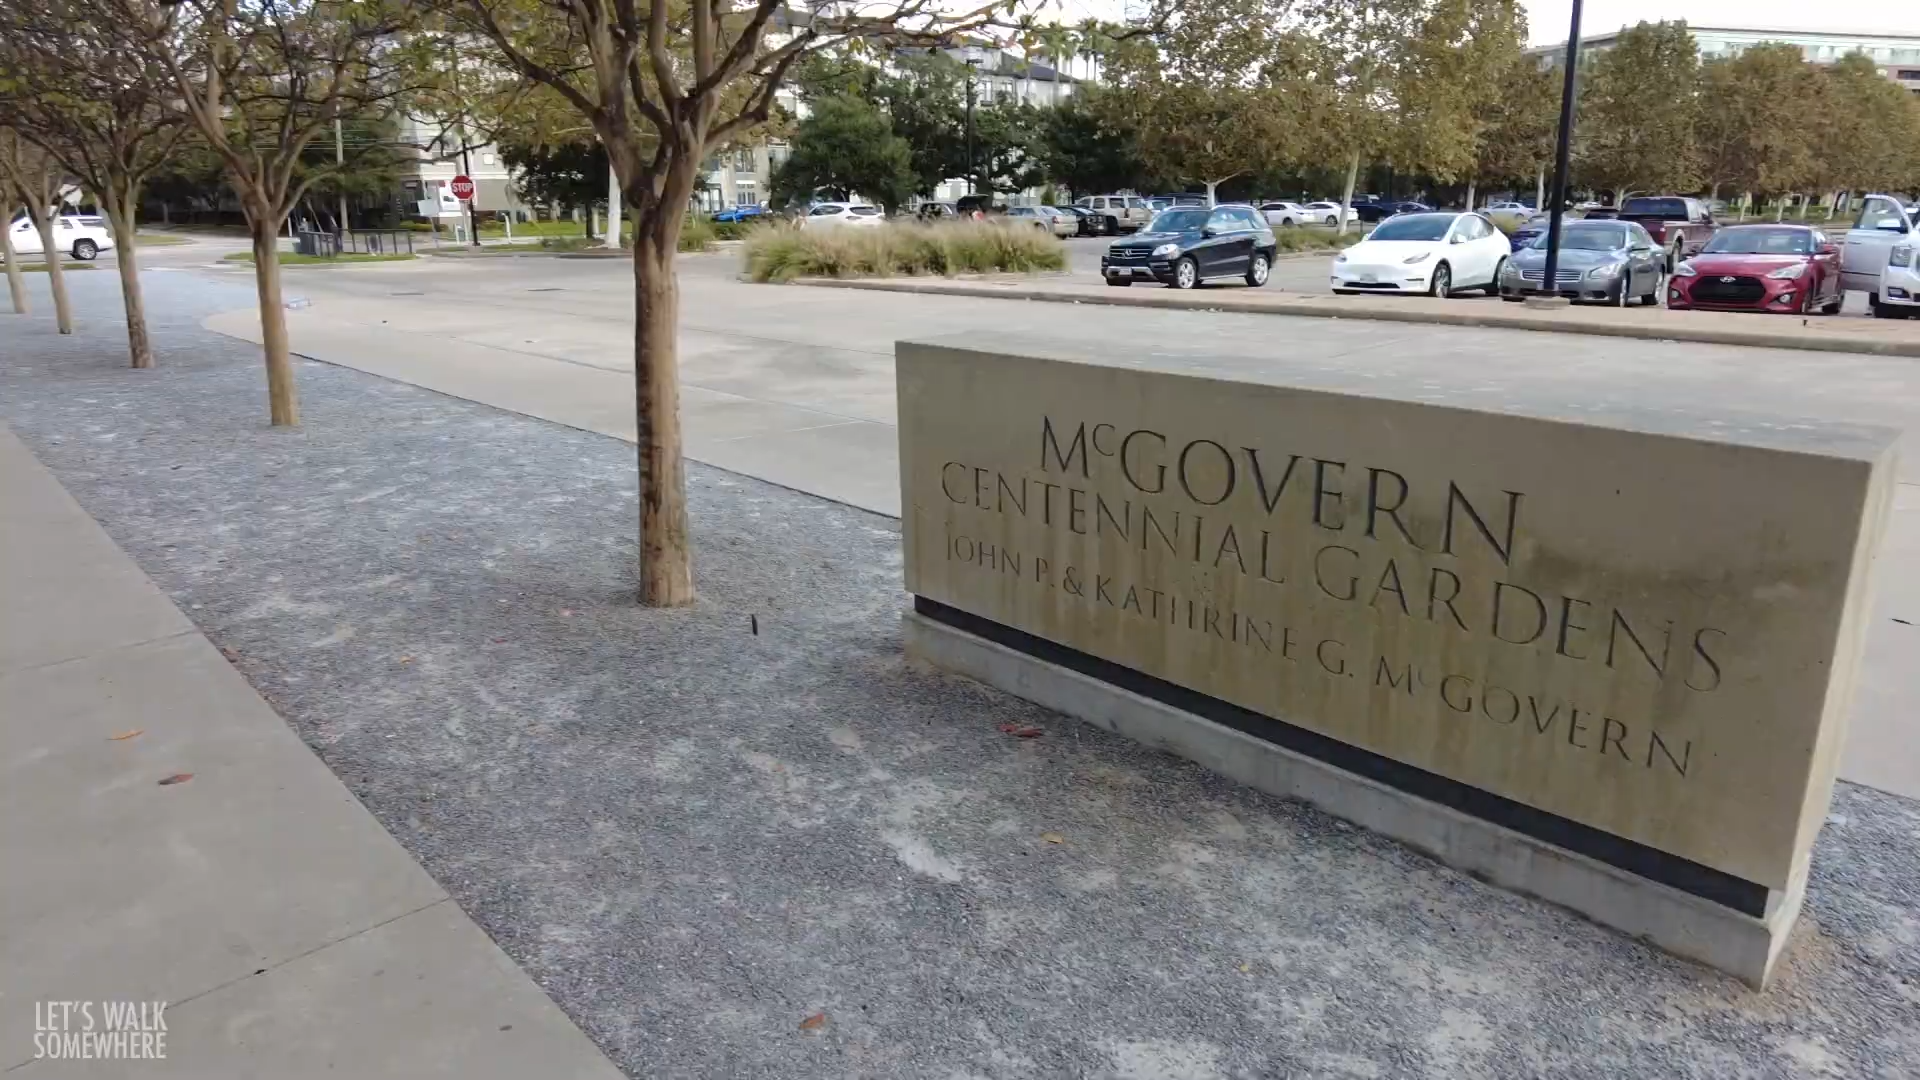 STOP
McGOVERN
CENTENNIAL GARDENS
JOHN P. & KATHRINE G. McGOVERN
LET'S WALK
SOMEWHERE